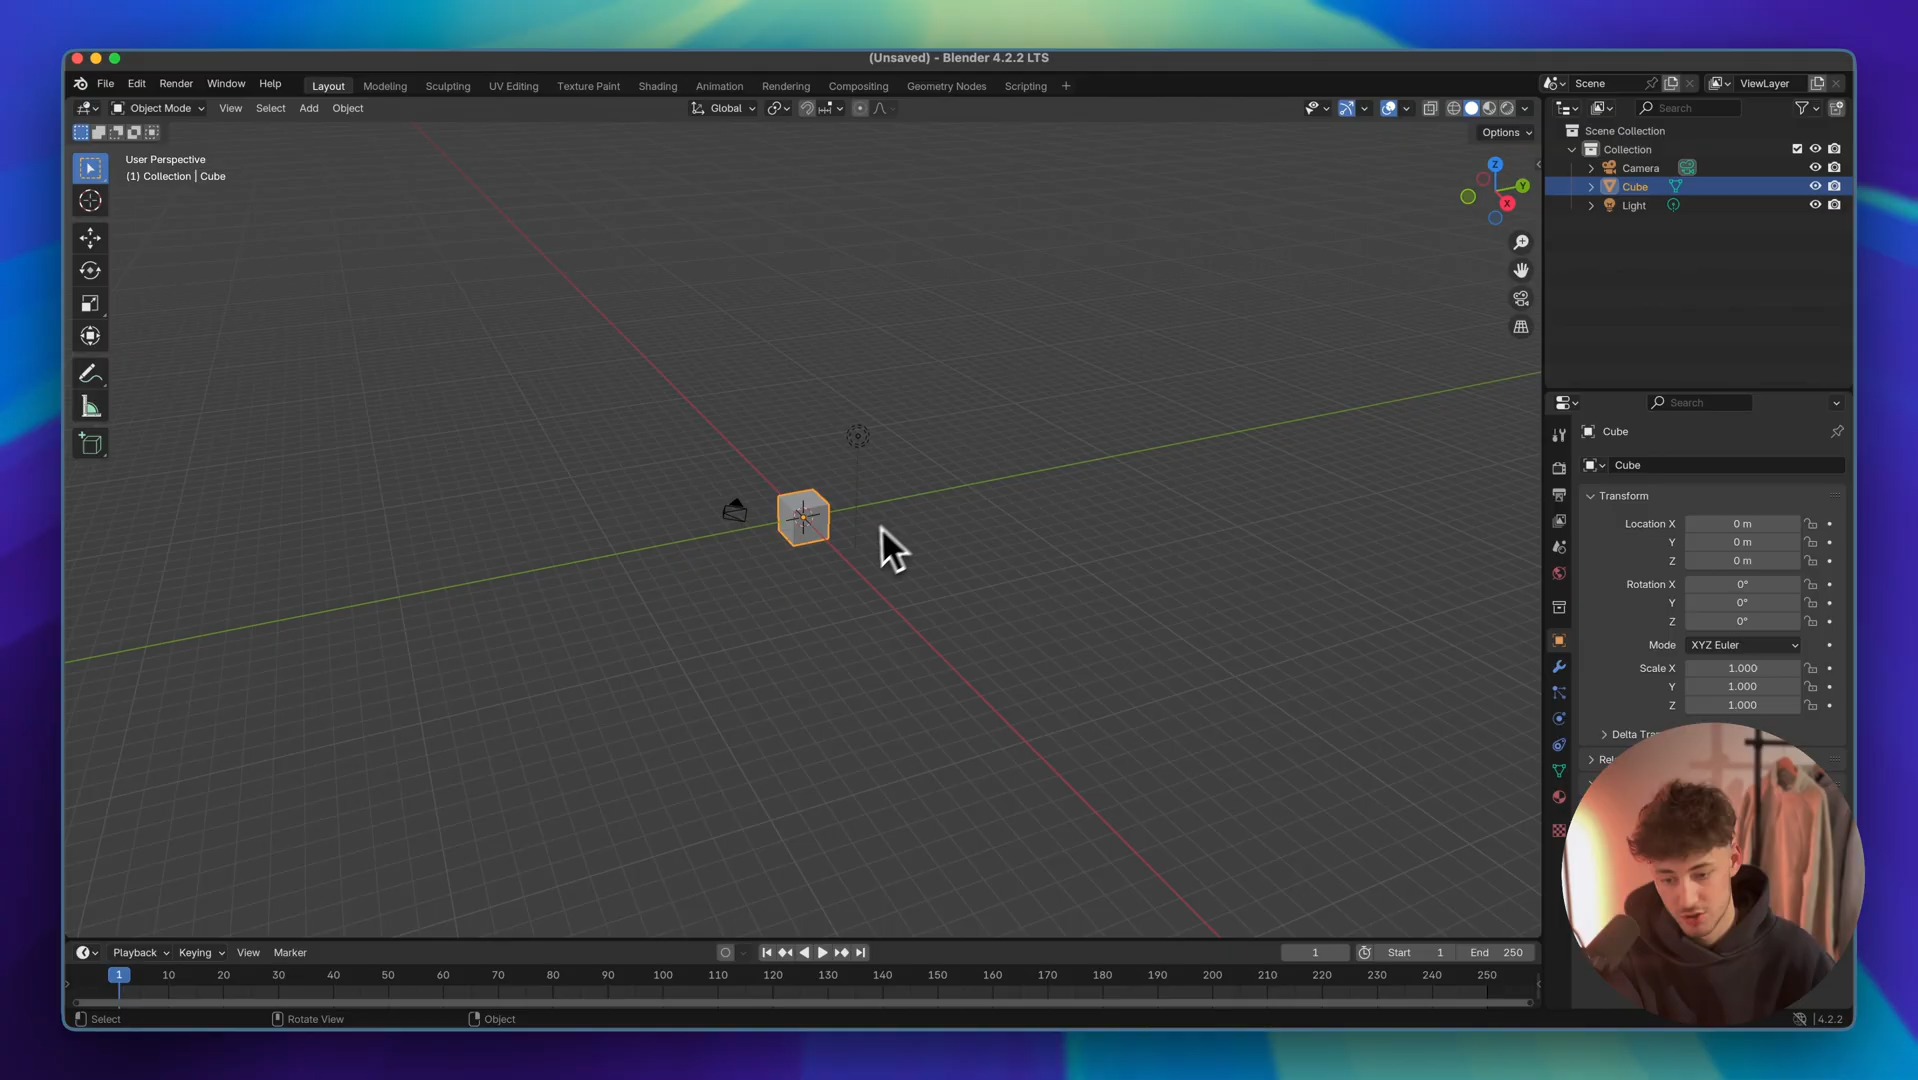 (Unsaved) - Blender 4.2.2 LTS
File Edit Render Window Help Layout Modeling Sculpting UV Editing Texture Paint Shading Animation Rendering Compositing Geometry Nodes Scripting + Scene ViewLayer
Object Mode View Select Add Object Global Search
Options
User Perspective
(1) Collection | Cube
Z
Y
X
Scene Collection
Collection
Camera
Cube
Light
Search
Cube
Cube
Transform
Location X 0 m
Y 0 m
Z 0 m
Rotation X 0°
Y 0°
Z 0°
Mode XYZ Euler
Scale X 1.000
Y 1.000
Z 1.000
Delta
Playback Keying View Marker 1 Start 1 End 250
1 10 20 30 40 50 60 70 80 90 100 110 120 130 140 150 160 170 180 190 200 210 220 230 240 250
Select Rotate View Object 4.2.2